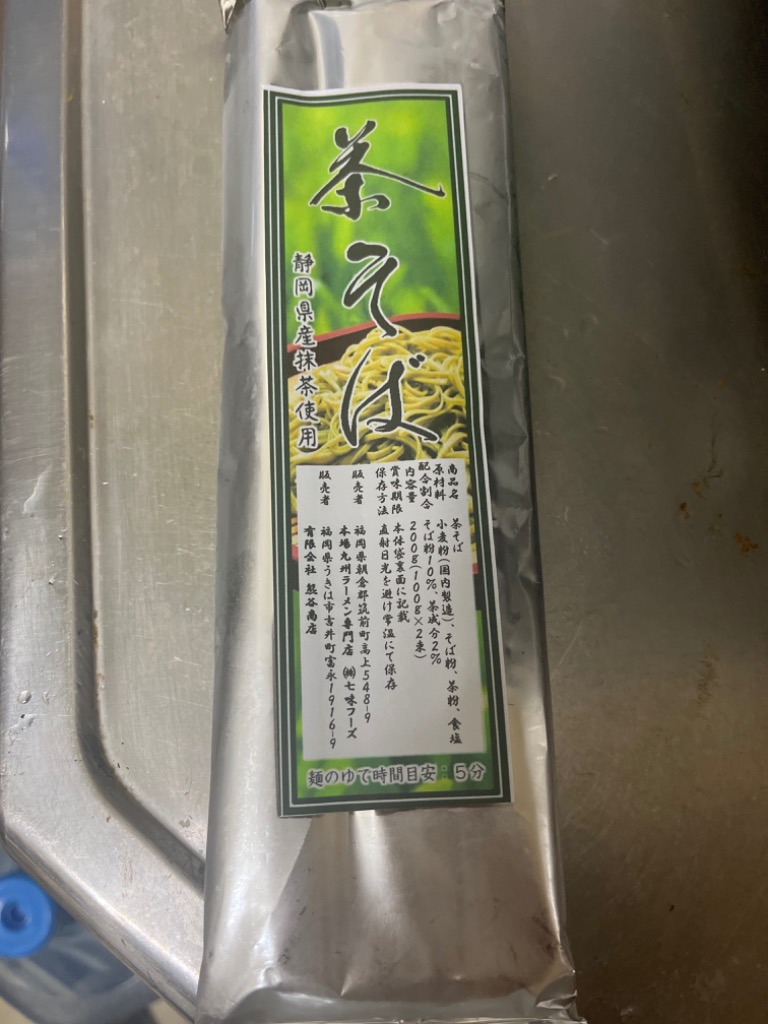 茶そば
静岡県産抹茶使用
商品名 茶そば
原材料 小麦粉(国内製造)、そば粉、茶粉、食塩
配合割合 そば粉10%、茶成分2%
内容量 200g(100g×2束)
賞味期限 本体袋裏面に記載
保存方法 直射日光を避け常温にて保存
販売者 福岡県朝倉郡筑前町高上548-9
本場九州ラーメン専門店 ㈱七味フーズ
販売者 福岡県うきは市吉井町富永1916-9
有限会社 熊谷商店
麺のゆで時間目安:5分